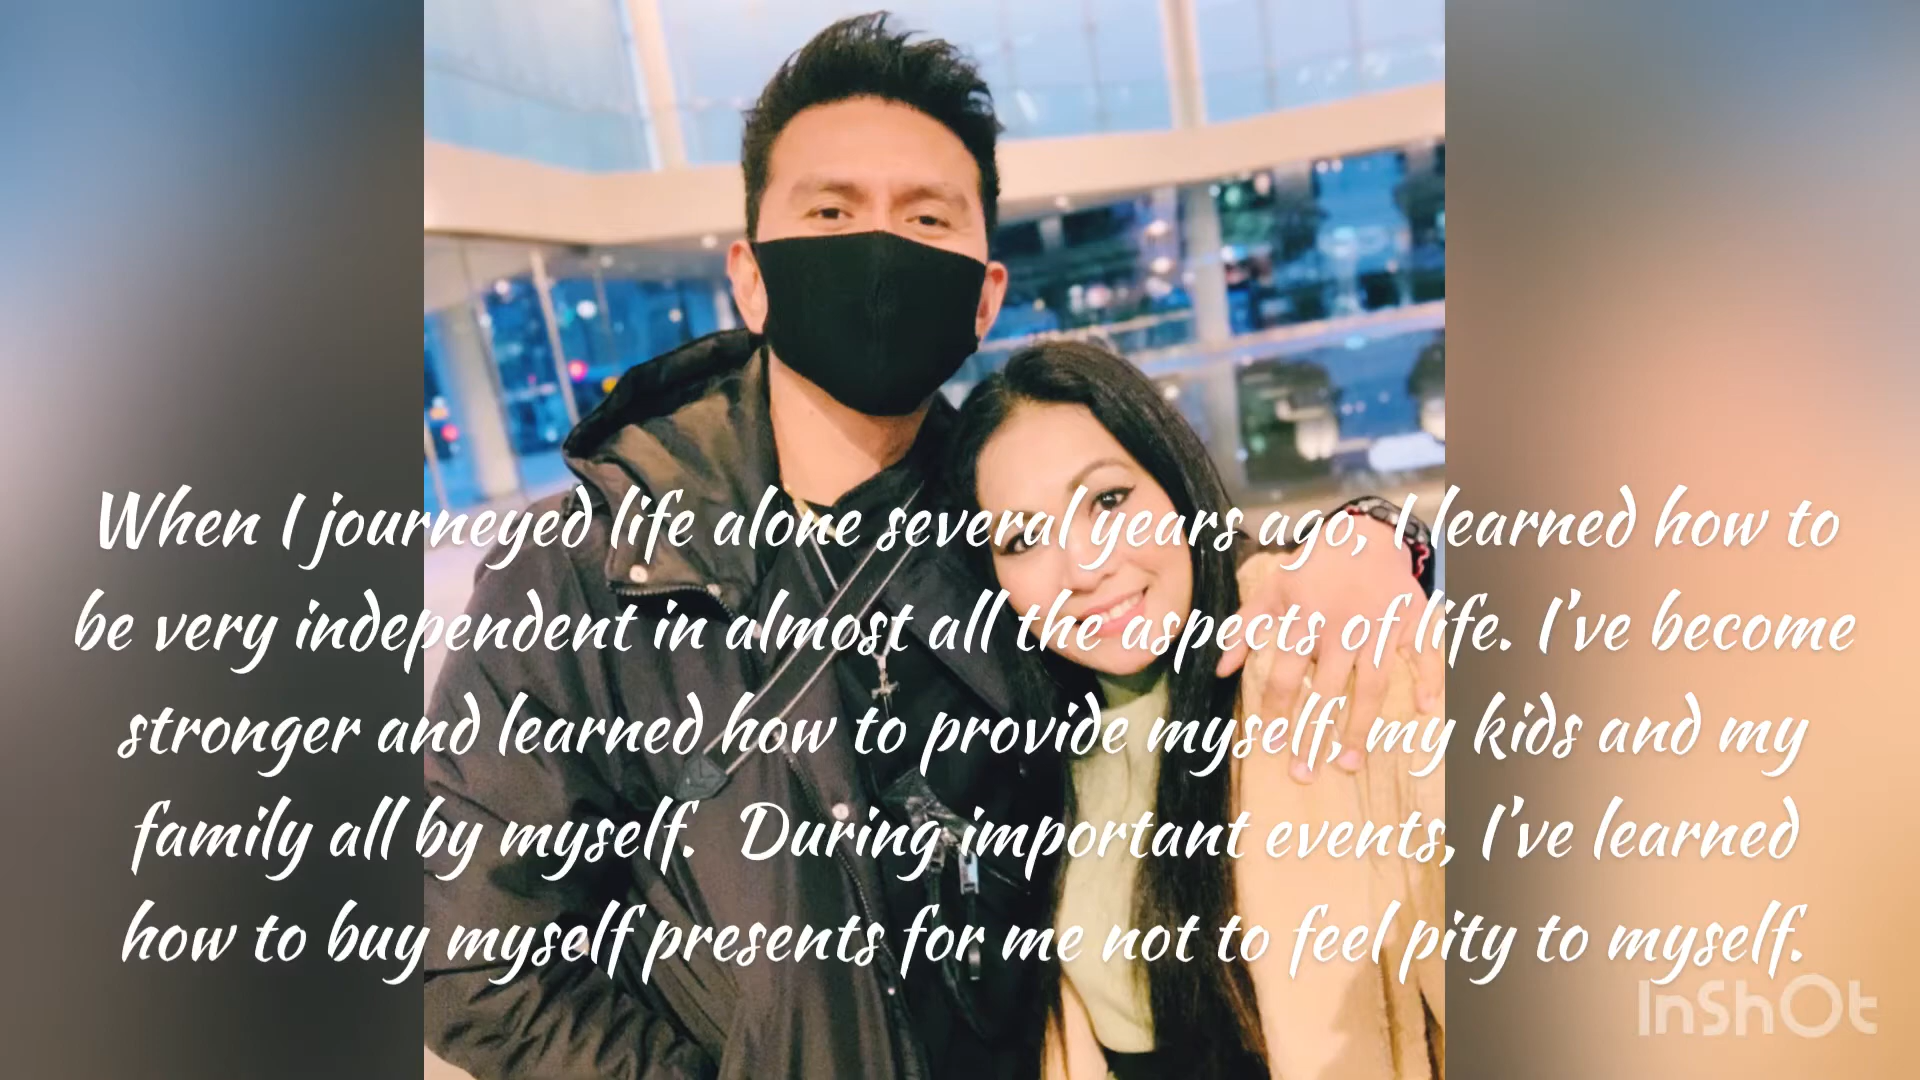 When I journeyed life alone several years ago, I learned how to
be very independent in almost all the aspects of life. I've become
stronger and learned how to provide myself, my kids and my
family all by myself.  During important events, I've learned
how to buy myself presents for me not to feel pity to myself.
InShOt